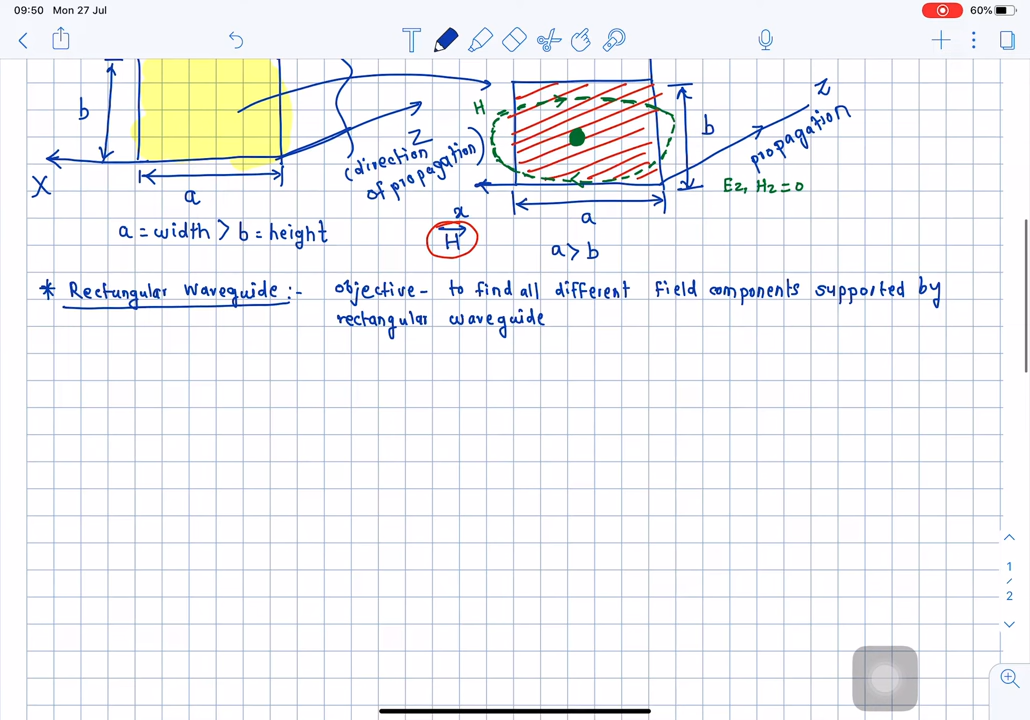 09:50 Mon 27 Jul
60%
T
b
X
a
Z
(direction
of propagation)
a = width > b = height
H
b
Z
propagation
Ez, Hz = 0
x
a
H
a > b
* Rectangular Waveguide :- objective - to find all different field components supported by
rectangular waveguide
1
/
2